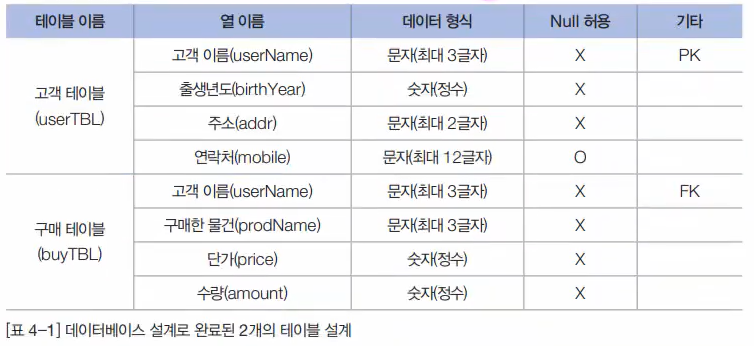 테이블 이름 열 이름 데이터 형식 Null 허용 기타
고객 테이블
(userTBL)
고객 이름(userName) 문자(최대 3글자) X PK
출생년도(birthYear) 숫자(정수) X
주소(addr) 문자(최대 2글자) X
연락처(mobile) 문자(최대 12글자) O
구매 테이블
(buyTBL)
고객 이름(userName) 문자(최대 3글자) X FK
구매한 물건(prodName) 문자(최대 3글자) X
단가(price) 숫자(정수) X
수량(amount) 숫자(정수) X
[표 4-1] 데이터베이스 설계로 완료된 2개의 테이블 설계